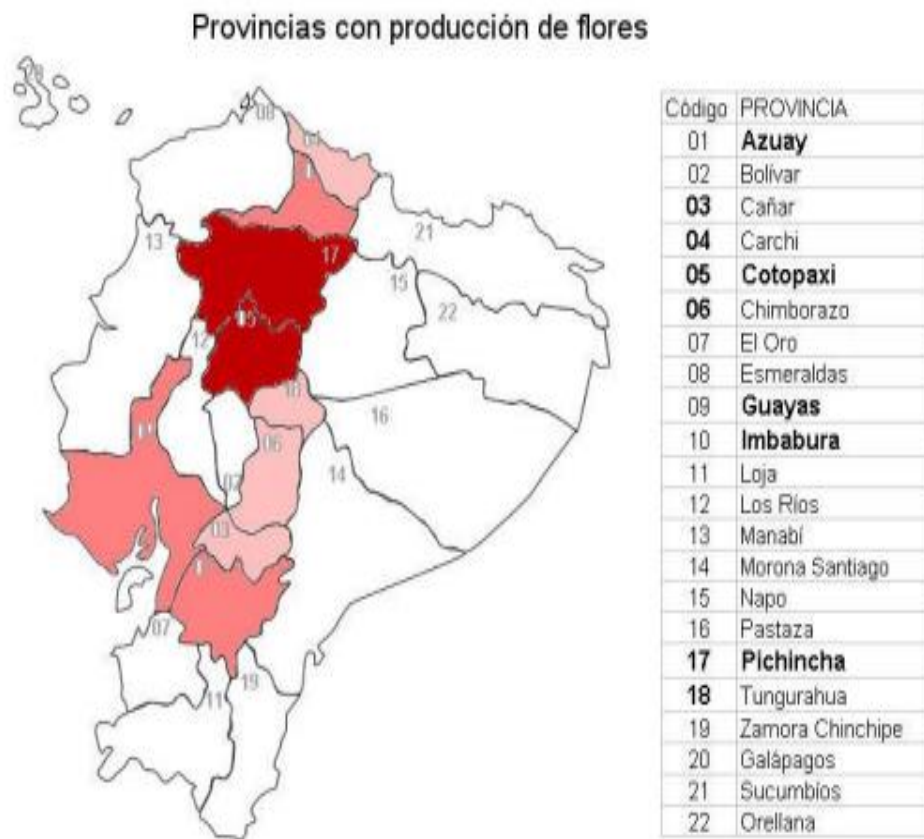 Provincias con producción de flores
Código PROVINCIA
01 Azuay
02 Bolívar
03 Cañar
04 Carchi
05 Cotopaxi
06 Chimborazo
07 El Oro
08 Esmeraldas
09 Guayas
10 Imbabura
11 Loja
12 Los Ríos
13 Manabí
14 Morona Santiago
15 Napo
16 Pastaza
17 Pichincha
18 Tungurahua
19 Zamora Chinchipe
20 Galápagos
21 Sucumbíos
22 Orellana
08
04
13
21
17
15
22
12
16
06
14
02
03
07
11
19